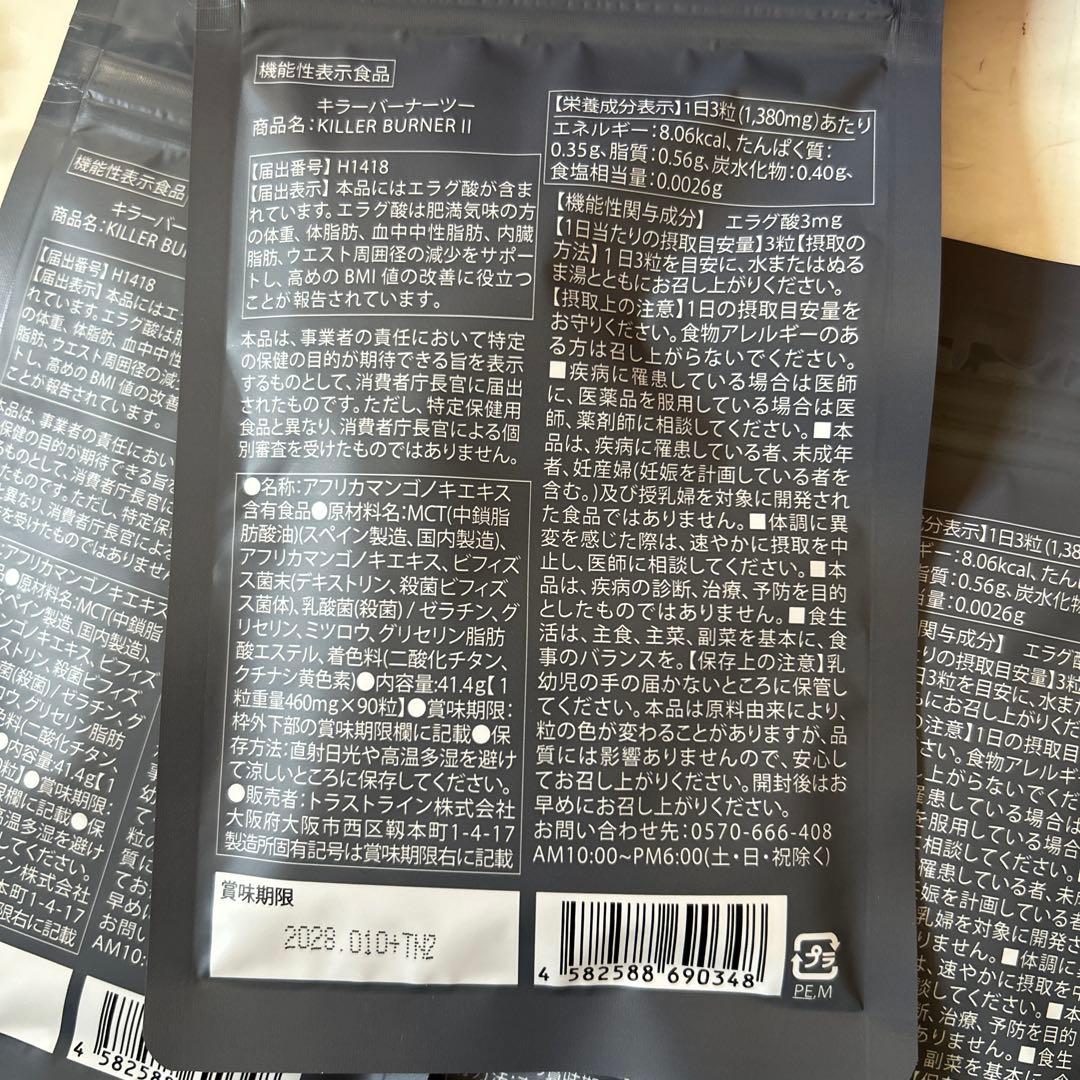 機能性表示食品
キラーバーナーツー
商品名：KILLER BURNER II
【届出番号】H1418
【届出表示】本品にはエラグ酸が含ま
れています。エラグ酸は肥満気味の方
の体重、体脂肪、血中中性脂肪、内臓
脂肪、ウエスト周囲径の減少をサポー
トし、高めのBMI値の改善に役立つ
ことが報告されています。
本品は、事業者の責任において特定
の保健の目的が期待できる旨を表示
するものとして、消費者庁長官に届出
されたものです。ただし、特定保健用
食品と異なり、消費者庁長官による個
別審査を受けたものではありません。
●名称：アフリカマンゴノキエキス
含有食品●原材料名：MCT(中鎖脂
肪酸油)(スペイン製造、国内製造)、
アフリカマンゴノキエキス、ビフィズ
ス菌末(デキストリン、殺菌ビフィズ
ス菌体)、乳酸菌(殺菌) / ゼラチン、グ
リセリン、ミツロウ、グリセリン脂肪
酸エステル、着色料(二酸化チタン、
クチナシ黄色素)●内容量:41.4g【1
粒重量460mg×90粒】●賞味期限：
枠外下部の賞味期限欄に記載●保
存方法：直射日光や高温多湿を避け
て涼しいところに保存してください。
●販売者：トラストライン株式会社
大阪府大阪市西区靱本町1-4-17
製造所固有記号は賞味期限右に記載
賞味期限
2028.010+TN2
【栄養成分表示】1日3粒(1,380mg)あたり
エネルギー：8.06kcal、たんぱく質：
0.35g、脂質：0.56g、炭水化物：0.40g、
食塩相当量：0.0026g
【機能性関与成分】 エラグ酸3mg
【1日当たりの摂取目安量】3粒【摂取の
方法】1日3粒を目安に、水またはぬる
ま湯とともにお召し上がりください。
【摂取上の注意】1日の摂取目安量を
お守りください。食物アレルギーのあ
る方は召し上がらないでください。
■疾病に罹患している場合は医師
に、医薬品を服用している場合は医
師、薬剤師に相談してください。■本
品は、疾病に罹患している者、未成年
者、妊産婦(妊娠を計画している者を
含む。)及び授乳婦を対象に開発され
た食品ではありません。■体調に異
変を感じた際は、速やかに摂取を中
止し、医師に相談してください。■本
品は、疾病の診断、治療、予防を目的
としたものではありません。■食生
活は、主食、主菜、副菜を基本に、食
事のバランスを。【保存上の注意】乳
幼児の手の届かないところに保管し
てください。本品は原料由来により、
粒の色が変わることがありますが、品
質には影響ありませんので、安心し
てお召し上がりください。開封後はお
早めにお召し上がりください。
お問い合わせ先：0570-666-408
AM10:00~PM6:00(土・日・祝除く)
4 582588 690348
プラ
PE,M